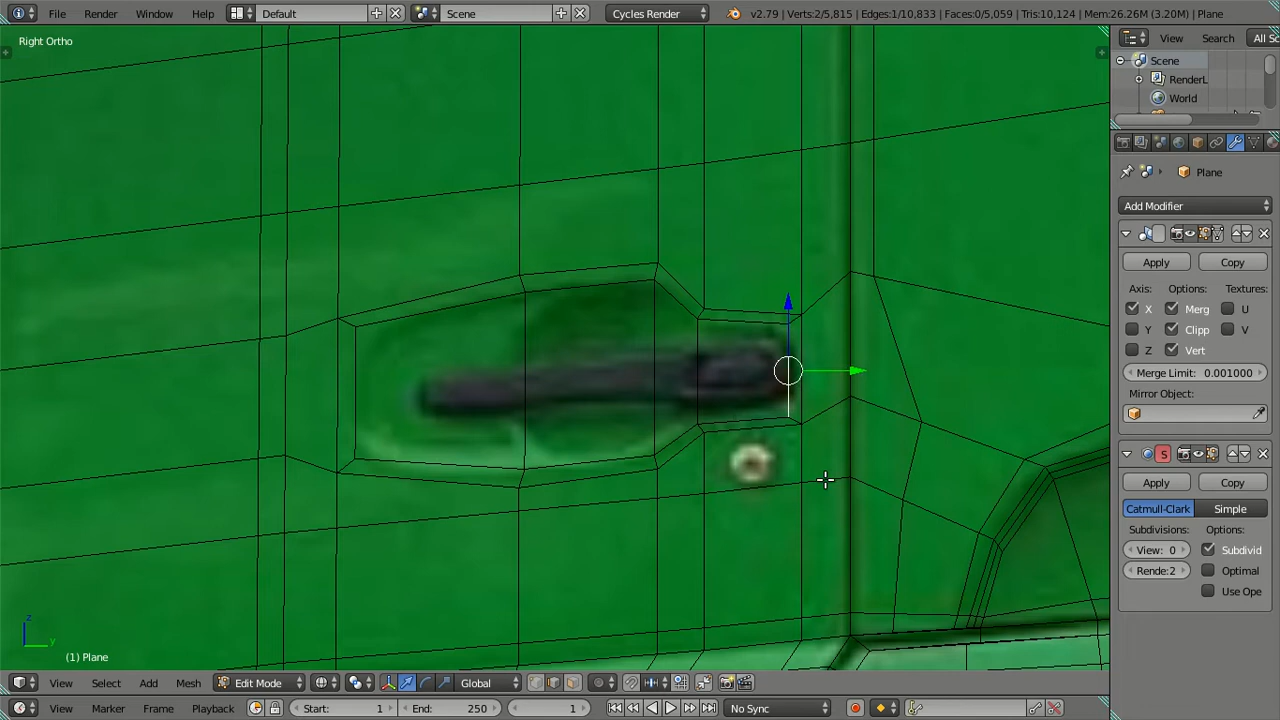 File Render Window Help Default Scene Cycles Render v2.79 | Verts:2/5,815 | Edges:1/10,833 | Faces:0/5,059 | Tris:10,124 | Mem:26.26M (3.20M) | Plane
Right Ortho
View Search All Sc
Scene
RenderL
World
Plane
Add Modifier
Apply Copy
Axis: Options: Textures:
X Merg U
Y Clipp V
Z Vert
Merge Limit: 0.001000
Mirror Object:
S
Apply Copy
Catmull-Clark Simple
Subdivisions: Options:
View: 0 Subdivid
Rende:2 Optimal
Use Ope
z
y
(1) Plane
View Select Add Mesh Edit Mode Global
View Marker Frame Playback Start: 1 End: 250 1 No Sync